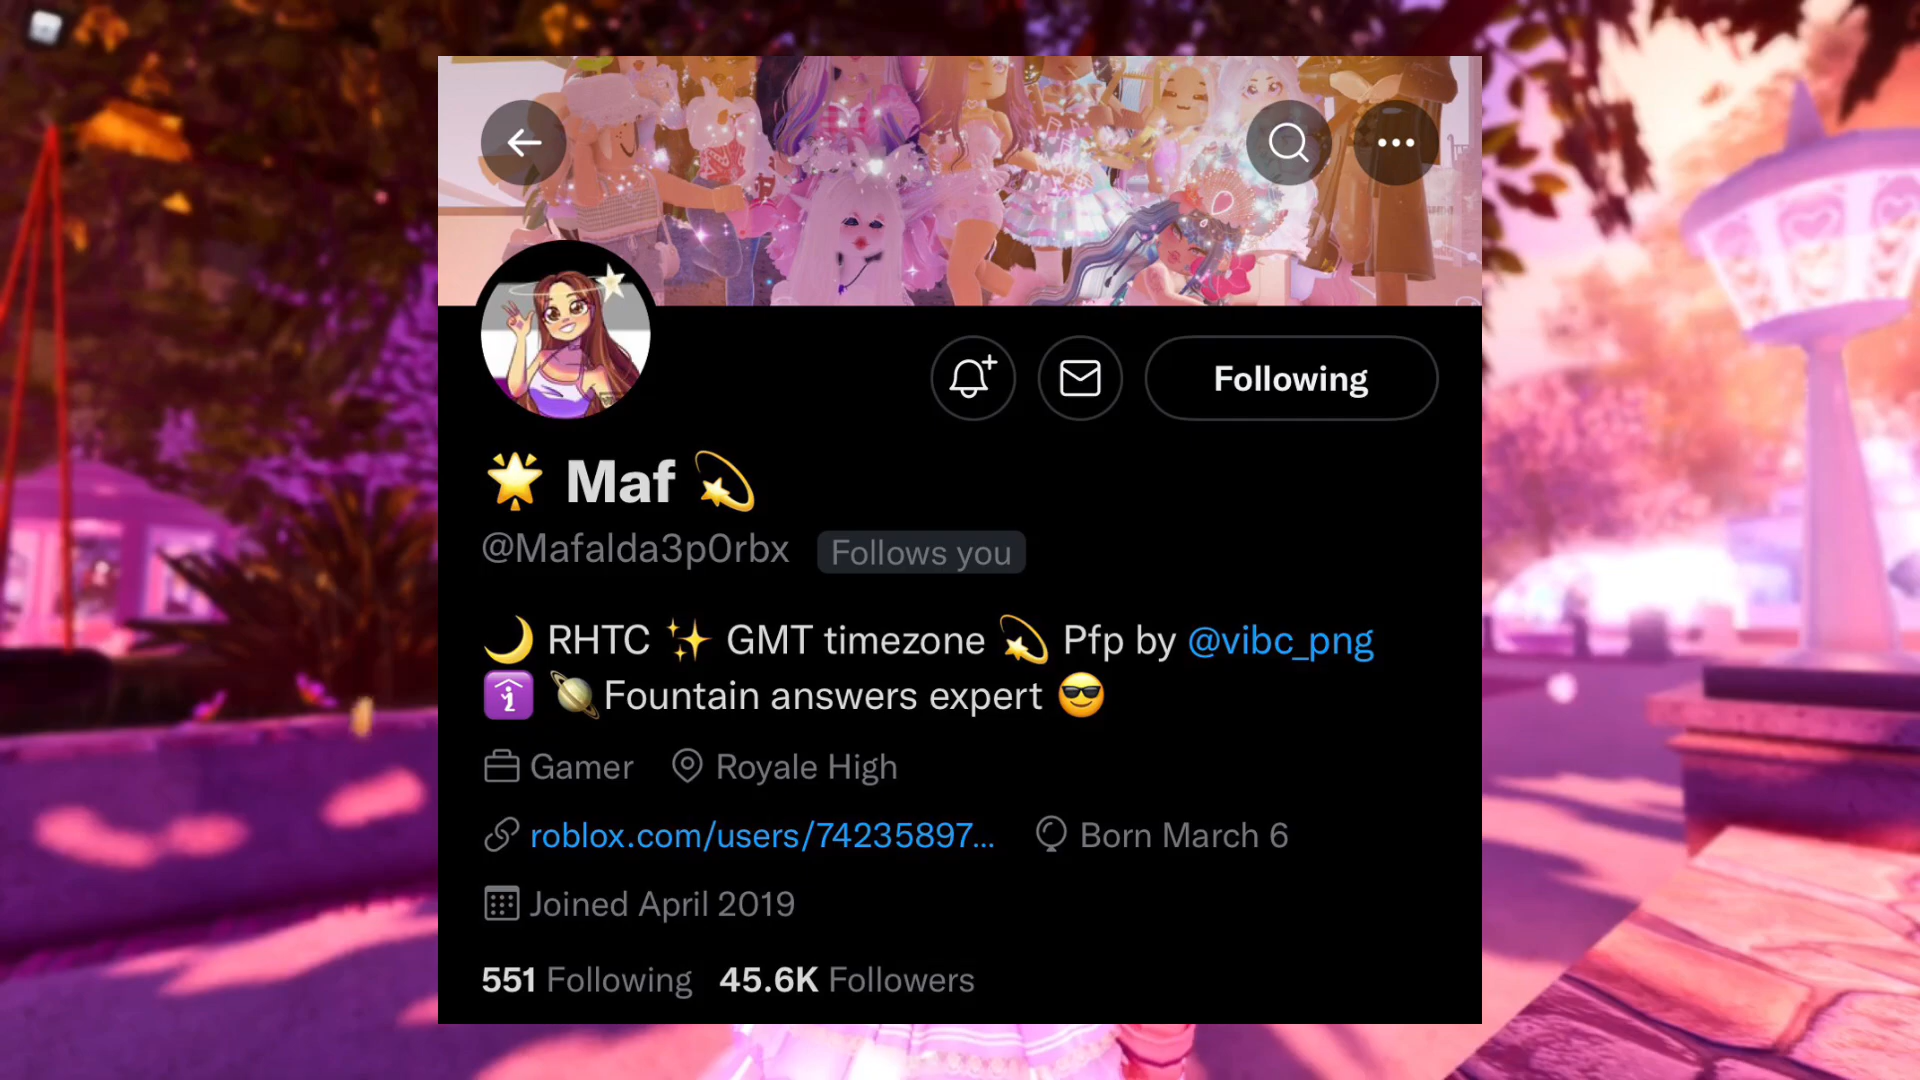 🌟 Maf 💫
@Mafalda3p0rbx Follows you
🌙 RHTC ✨ GMT timezone 💫 Pfp by @vibc_png
🛐 🪐Fountain answers expert 😎
Gamer Royale High
roblox.com/users/74235897... Born March 6
Joined April 2019
551 Following 45.6K Followers
Following